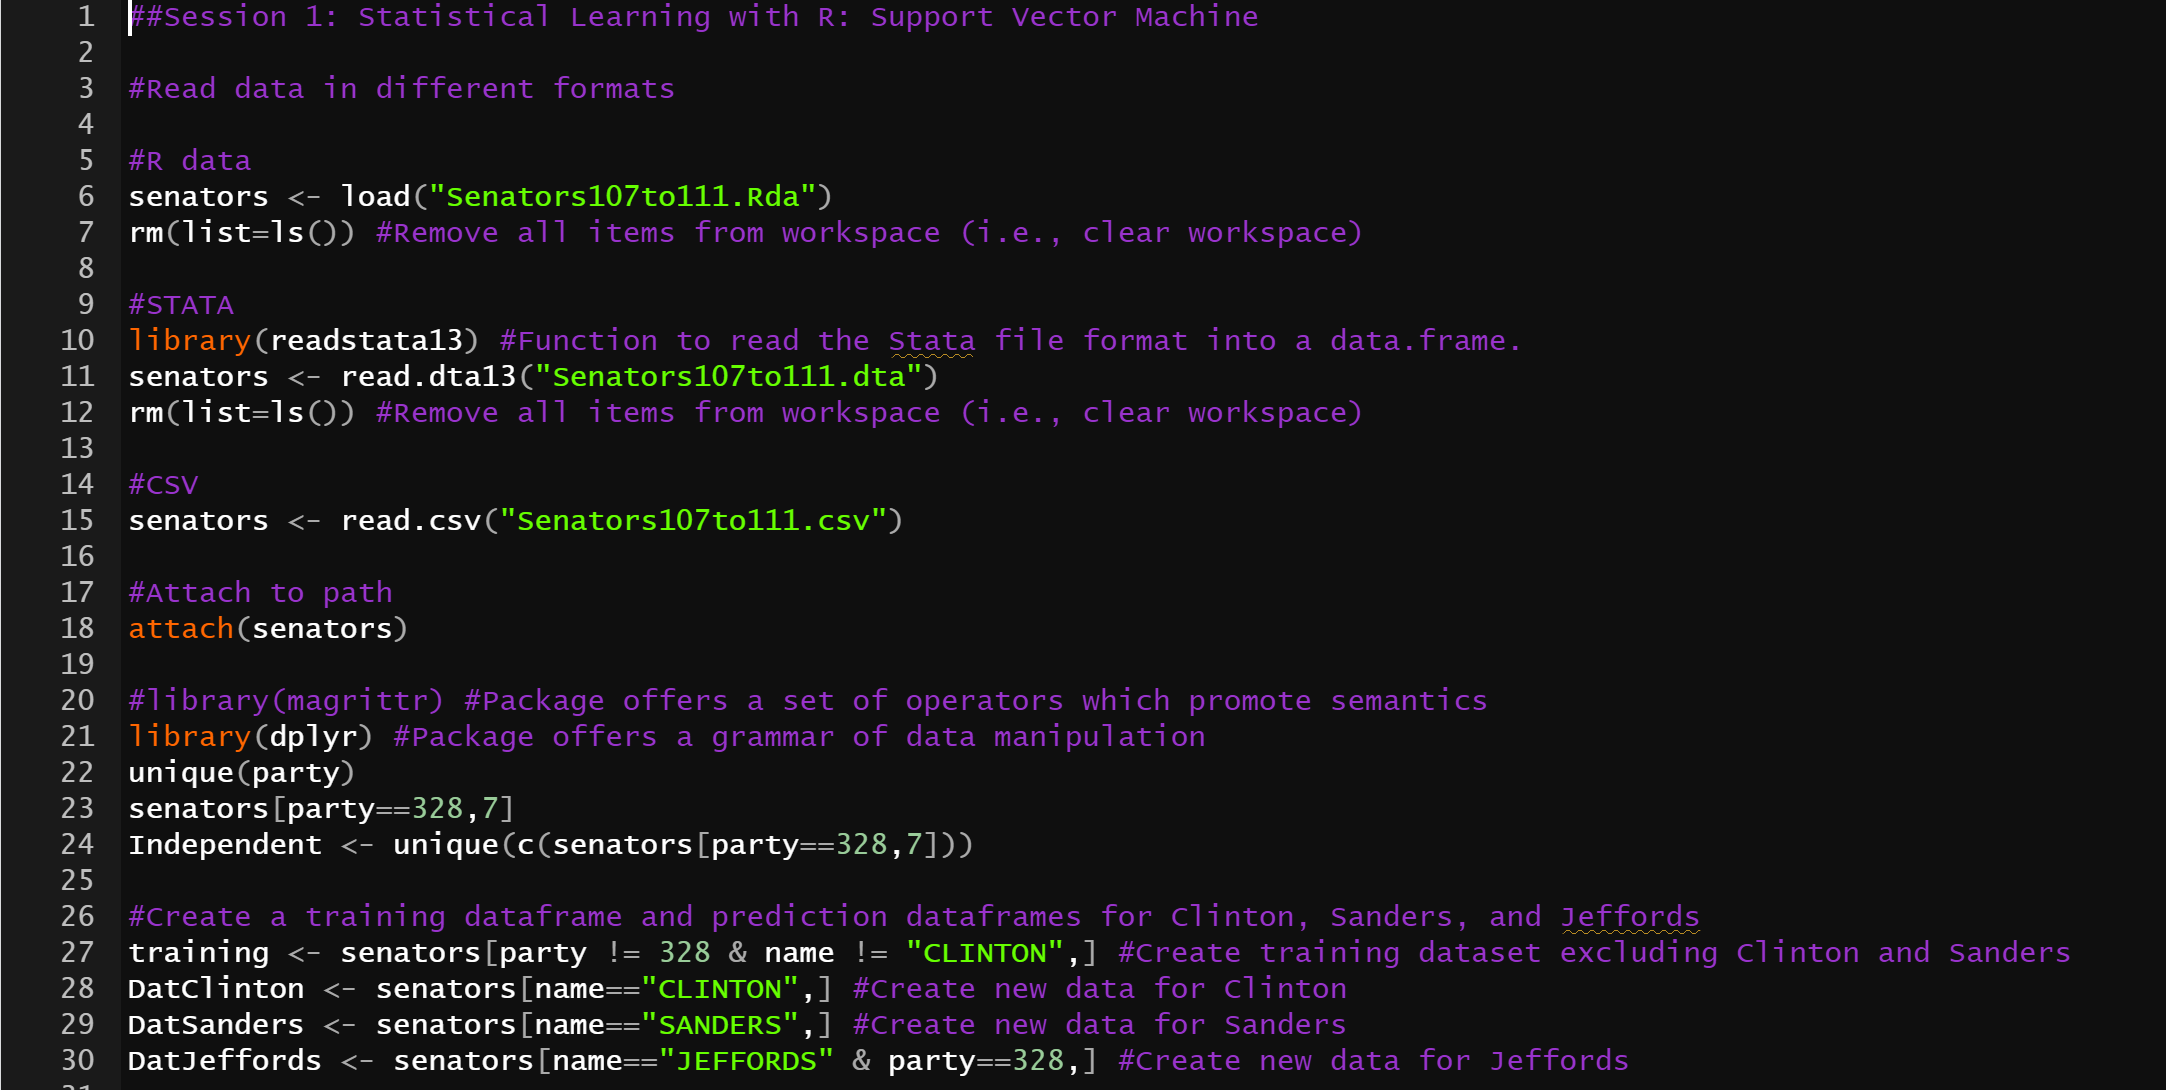 1 ##Session 1: Statistical Learning with R: Support Vector Machine
2
3 #Read data in different formats
4
5 #R data
6 senators <- load("Senators107to111.Rda")
7 rm(list=ls()) #Remove all items from workspace (i.e., clear workspace)
8
9 #STATA
10 library(readstata13) #Function to read the Stata file format into a data.frame.
11 senators <- read.dta13("Senators107to111.dta")
12 rm(list=ls()) #Remove all items from workspace (i.e., clear workspace)
13
14 #CSV
15 senators <- read.csv("Senators107to111.csv")
16
17 #Attach to path
18 attach(senators)
19
20 #library(magrittr) #Package offers a set of operators which promote semantics
21 library(dplyr) #Package offers a grammar of data manipulation
22 unique(party)
23 senators[party==328,7]
24 Independent <- unique(c(senators[party==328,7]))
25
26 #Create a training dataframe and prediction dataframes for Clinton, Sanders, and Jeffords
27 training <- senators[party != 328 & name != "CLINTON",] #Create training dataset excluding Clinton and Sanders
28 DatClinton <- senators[name=="CLINTON",] #Create new data for Clinton
29 DatSanders <- senators[name=="SANDERS",] #Create new data for Sanders
30 DatJeffords <- senators[name=="JEFFORDS" & party==328,] #Create new data for Jeffords